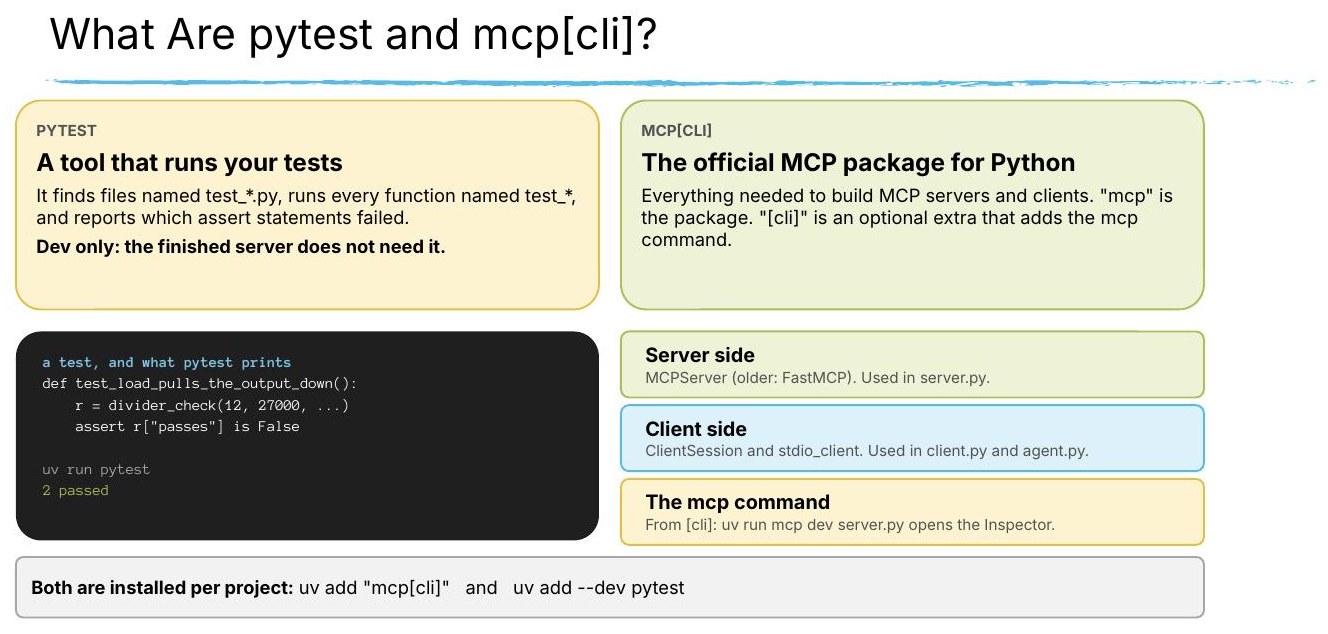 What Are pytest and mcp[cli]?
PYTEST
A tool that runs your tests
It finds files named test_*.py, runs every function named test_*,
and reports which assert statements failed.
Dev only: the finished server does not need it.
MCP[CLI]
The official MCP package for Python
Everything needed to build MCP servers and clients. "mcp" is
the package. "[cli]" is an optional extra that adds the mcp
command.
a test, and what pytest prints
def test_load_pulls_the_output_down():
    r = divider_check(12, 27000, ...)
    assert r["passes"] is False
uv run pytest
2 passed
Server side
MCPServer (older: FastMCP). Used in server.py.
Client side
ClientSession and stdio_client. Used in client.py and agent.py.
The mcp command
From [cli]: uv run mcp dev server.py opens the Inspector.
Both are installed per project: uv add "mcp[cli]"   and   uv add --dev pytest